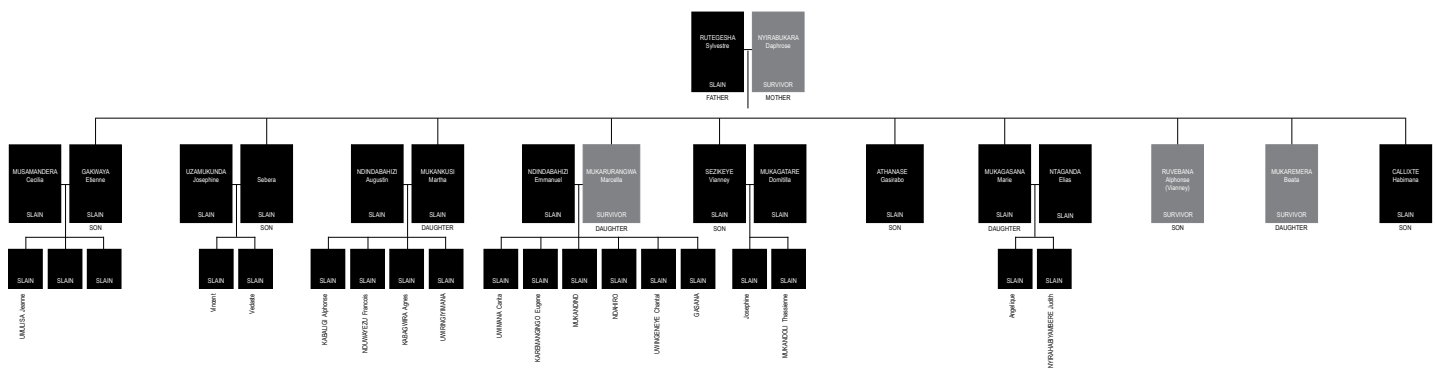 RUTEGESHA
Sylvestre
SLAIN
FATHER
NYIRABUKARA
Daphrose
SURVIVOR
MOTHER
MUSAMANDERA
Cecilia
SLAIN
GAKWAYA
Etienne
SLAIN
SON
UZAMUKUNDA
Josephine
SLAIN
Sebera
SLAIN
SON
NDINDABAHIZI
Augustin
SLAIN
MUKANKUSI
Martha
SLAIN
DAUGHTER
NDINDABAHIZI
Emmanuel
SLAIN
MUKARURANGWA
Marcella
SURVIVOR
DAUGHTER
SEZIKEYE
Vianney
SLAIN
SON
MUKAGATARE
Domitilla
SLAIN
ATHANASE
Gasirabo
SLAIN
SON
MUKAGASANA
Marie
SLAIN
DAUGHTER
NTAGANDA
Elias
SLAIN
RUVEBANA
Alphonse
(Vianney)
SURVIVOR
SON
MUKAREMERA
Beata
SURVIVOR
DAUGHTER
CALLIXTE
Habimana
SLAIN
SON
SLAIN
UMULISA Jeanne
SLAIN
SLAIN
SLAIN
Vincent
SLAIN
SLAIN
KABALIGI Alphonse
SLAIN
NDUWAYEZU Francois
SLAIN
KABAGWIRA Agnes
SLAIN
UWIRINGIYIMANA
SLAIN
UWIMANA Carita
SLAIN
KAREMANGINGO Eugene
SLAIN
MUKANDINDI
SLAIN
NDAHIRO
SLAIN
UWINGENEYE Chantal
SLAIN
GASANA
SLAIN
Josephine
SLAIN
MUKANDOLI Thassienne
SLAIN
Angelique
SLAIN
NYIRAHABIYAMBERE Judith